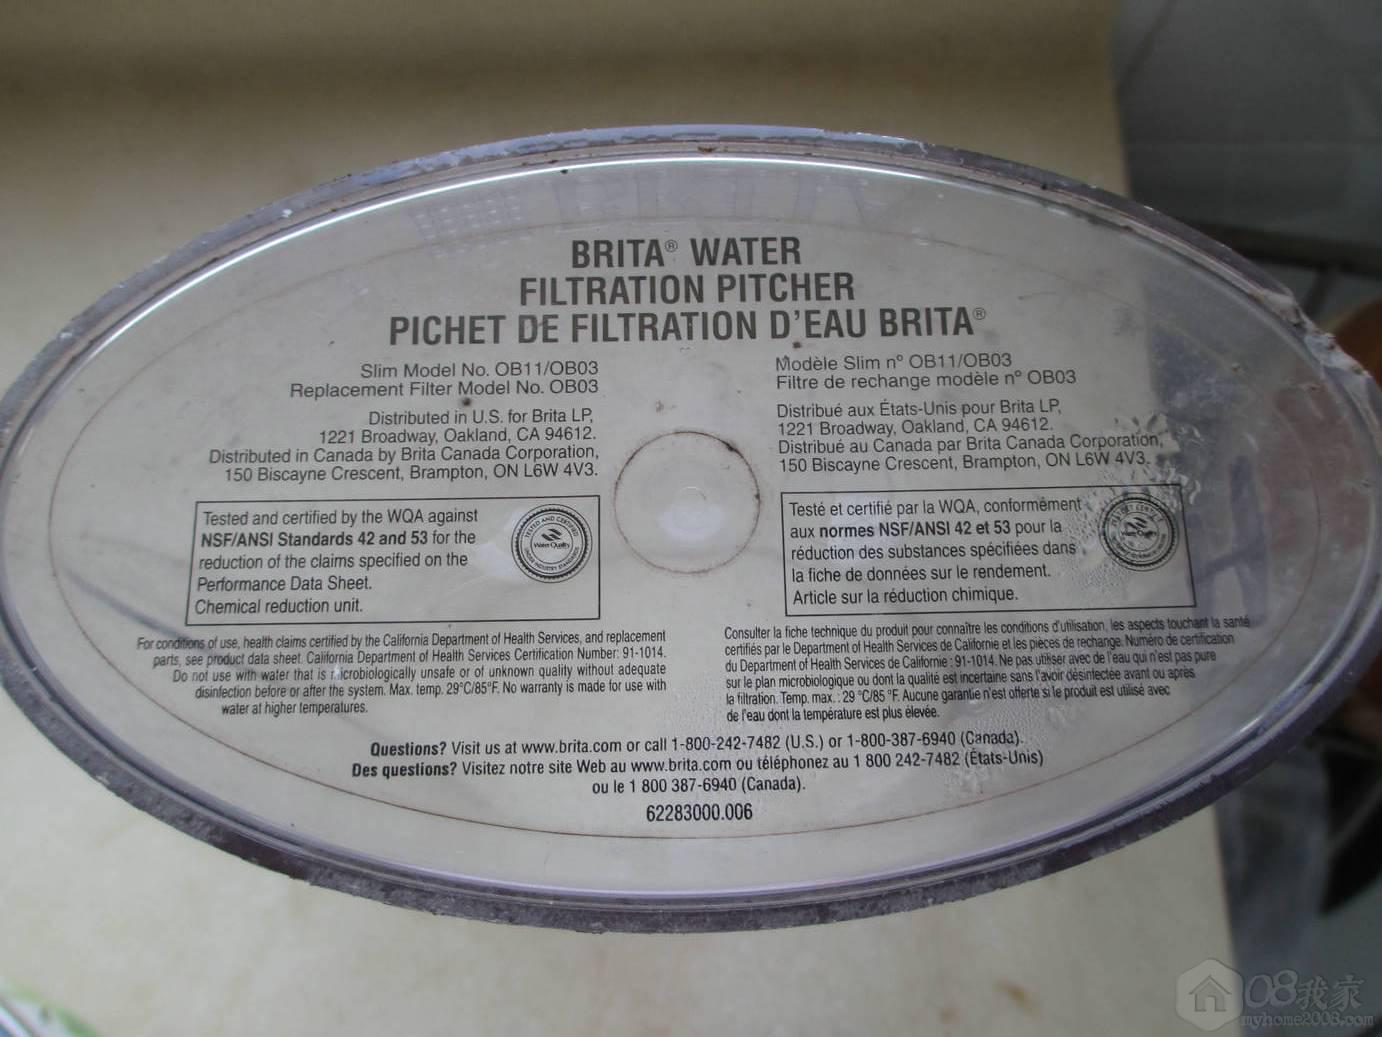 BRITA® WATER
FILTRATION PITCHER
PICHET DE FILTRATION D'EAU BRITA®
Slim Model No. OB11/OB03
Replacement Filter Model No. OB03
Distributed in U.S. for Brita LP,
1221 Broadway, Oakland, CA 94612.
Distributed in Canada by Brita Canada Corporation,
150 Biscayne Crescent, Brampton, ON L6W 4V3.
Tested and certified by the WQA against
NSF/ANSI Standards 42 and 53 for the
reduction of the claims specified on the
Performance Data Sheet.
Chemical reduction unit.
TESTED AND CERTIFIED
Water Quality
UNDER INDUSTRY STANDARDS
For conditions of use, health claims certified by the California Department of Health Services, and replacement
parts, see product data sheet. California Department of Health Services Certification Number: 91-1014.
Do not use with water that is microbiologically unsafe or of unknown quality without adequate
disinfection before or after the system. Max. temp. 29°C/85°F. No warranty is made for use with
water at higher temperatures.
Modèle Slim n° OB11/OB03
Filtre de rechange modèle n° OB03
Distribué aux États-Unis pour Brita LP,
1221 Broadway, Oakland, CA 94612.
Distribué au Canada par Brita Canada Corporation,
150 Biscayne Crescent, Brampton, ON L6W 4V3.
Testé et certifié par la WQA, conformément
aux normes NSF/ANSI 42 et 53 pour la
réduction des substances spécifiées dans
la fiche de données sur le rendement.
Article sur la réduction chimique.
Water Quality
Consulter la fiche technique du produit pour connaître les conditions d'utilisation, les aspects touchant la santé
certifiés par le Department of Health Services de Californie et les pièces de rechange. Numéro de certification
du Department of Health Services de Californie : 91-1014. Ne pas utiliser avec de l'eau qui n'est pas pure
sur le plan microbiologique ou dont la qualité est incertaine sans l'avoir désinfectée avant ou après
la filtration. Temp. max. : 29 °C/85 °F. Aucune garantie n'est offerte si le produit est utilisé avec
de l'eau dont la température est plus élevée.
Questions? Visit us at www.brita.com or call 1-800-242-7482 (U.S.) or 1-800-387-6940 (Canada).
Des questions? Visitez notre site Web au www.brita.com ou téléphonez au 1 800 242-7482 (États-Unis)
ou le 1 800 387-6940 (Canada).
62283000.006
08我家
myhome2008.com